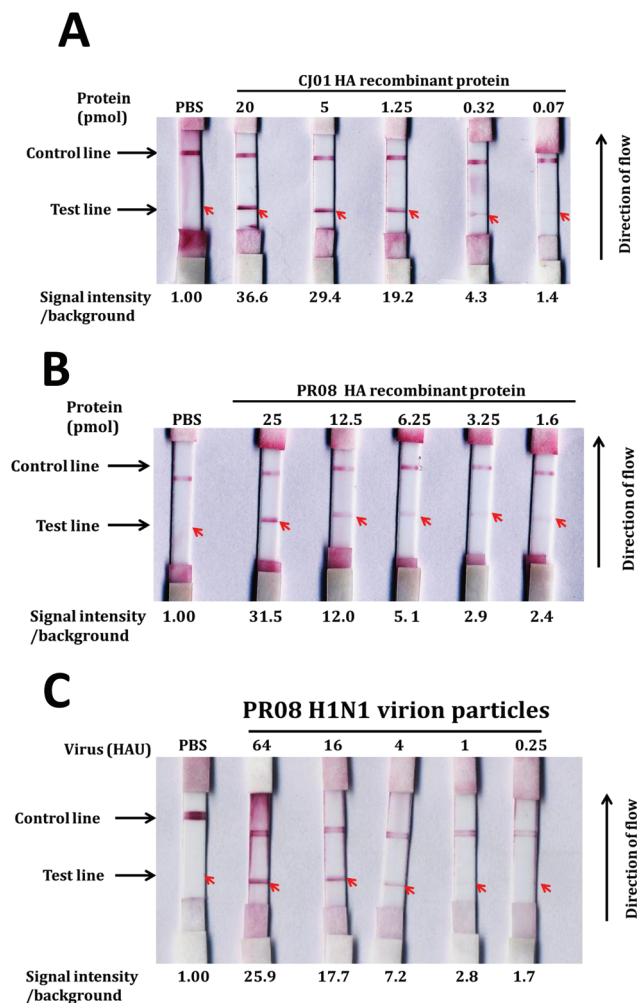 A
CJ01 HA recombinant protein
Protein (pmol) PBS 20 5 1.25 0.32 0.07
Control line
Test line
Direction of flow
Signal intensity /background 1.00 36.6 29.4 19.2 4.3 1.4
B
PR08 HA recombinant protein
Protein (pmol) PBS 25 12.5 6.25 3.25 1.6
Control line
Test line
Direction of flow
Signal intensity /background 1.00 31.5 12.0 5. 1 2.9 2.4
C
PR08 H1N1 virion particles
Virus (HAU) PBS 64 16 4 1 0.25
Control line
Test line
Direction of flow
Signal intensity /background 1.00 25.9 17.7 7.2 2.8 1.7